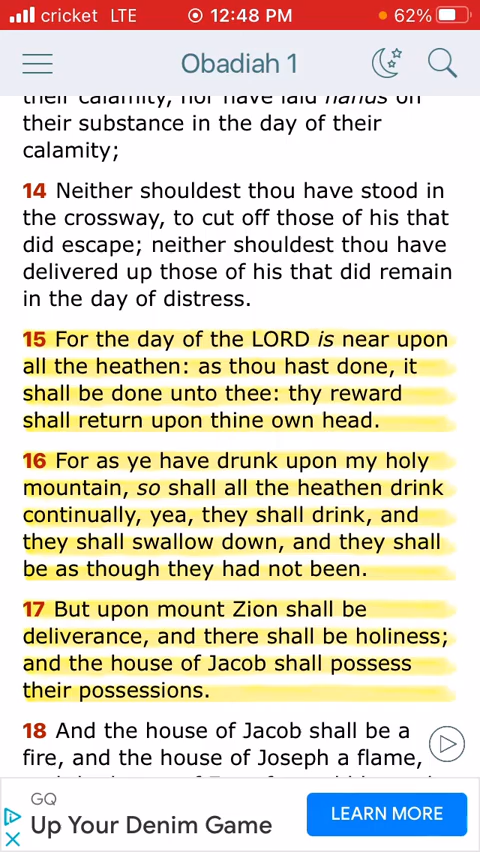 cricket LTE 12:48 PM 62%
Obadiah 1
their calamity, nor have laid hands on
their substance in the day of their
calamity;
14 Neither shouldest thou have stood in
the crossway, to cut off those of his that
did escape; neither shouldest thou have
delivered up those of his that did remain
in the day of distress.
15 For the day of the LORD is near upon
all the heathen: as thou hast done, it
shall be done unto thee: thy reward
shall return upon thine own head.
16 For as ye have drunk upon my holy
mountain, so shall all the heathen drink
continually, yea, they shall drink, and
they shall swallow down, and they shall
be as though they had not been.
17 But upon mount Zion shall be
deliverance, and there shall be holiness;
and the house of Jacob shall possess
their possessions.
18 And the house of Jacob shall be a
fire, and the house of Joseph a flame,
GQ
Up Your Denim Game
LEARN MORE